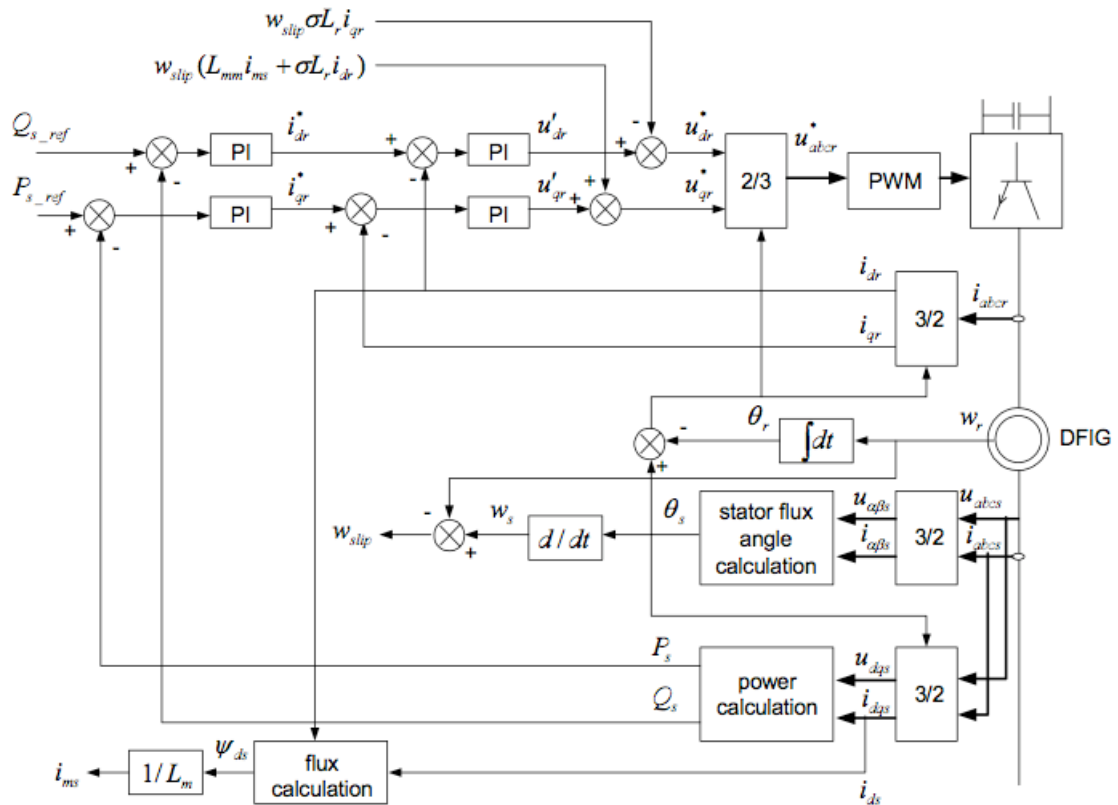 w_slip σL_r i_qr
w_slip (L_mm i_ms + σL_r i_dr)
Q_s_ref + - PI i*_dr + - PI u'_dr + - u*_dr
P_s_ref + - PI i*_qr + - PI u'_qr + + u*_qr
2/3 u*_abcr PWM
i_dr
i_qr
3/2 i_abcr
θ_r - + ∫dt w_r DFIG
w_slip - + w_s d/dt θ_s
stator flux
angle
calculation
u_αβs 3/2 u_abcs
i_αβs i_abcs
P_s
Q_s
power
calculation
u_dqs 3/2
i_dqs
i_ms 1/L_m ψ_ds
flux
calculation
i_ds